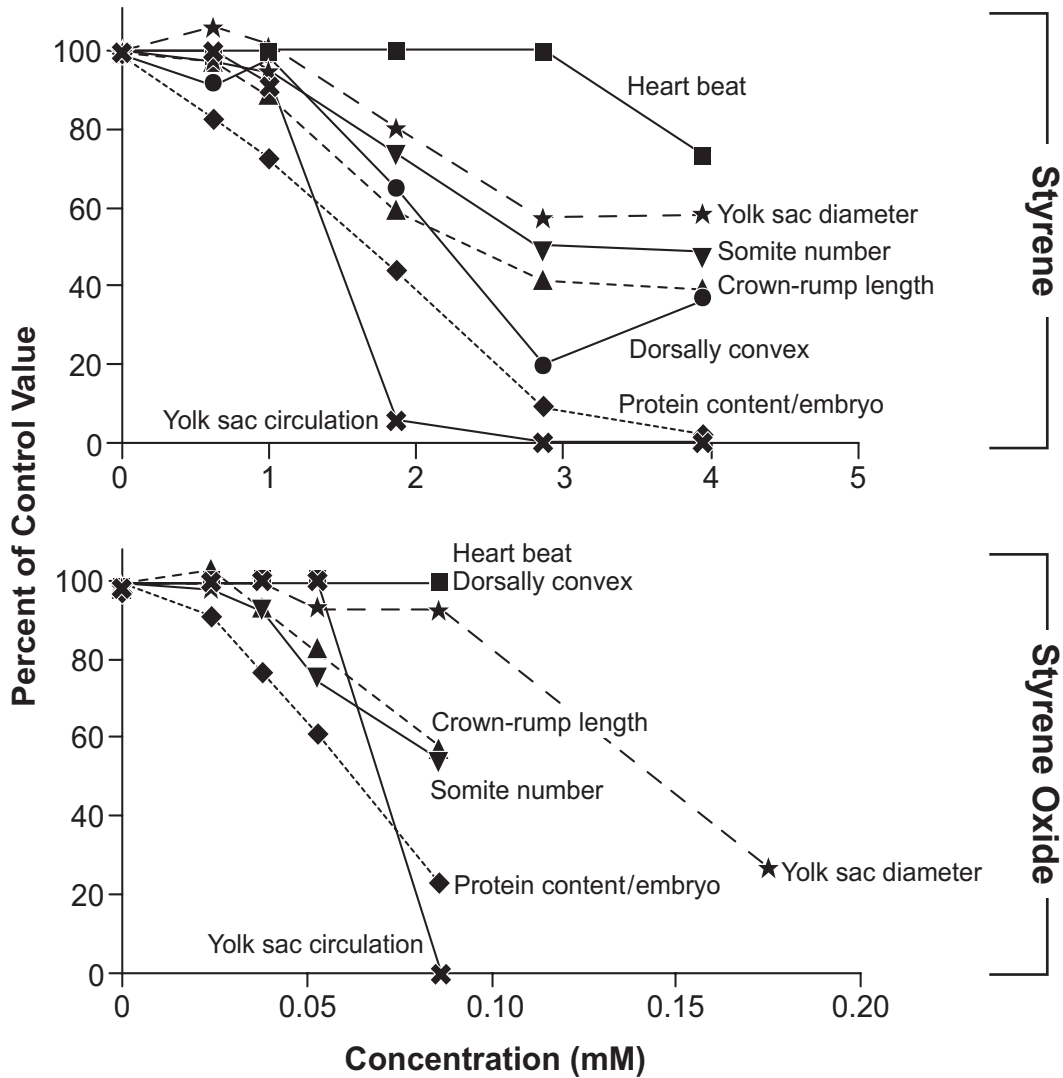 100
80
60
40
20
0
Heart beat
Yolk sac diameter
Somite number
Crown-rump length
Dorsally convex
Protein content/embryo
Yolk sac circulation
0 1 2 3 4 5
Styrene
Percent of Control Value
100
80
60
40
20
0
Heart beat
Dorsally convex
Crown-rump length
Somite number
Protein content/embryo
Yolk sac diameter
Yolk sac circulation
0 0.05 0.10 0.15 0.20
Styrene Oxide
Concentration (mM)